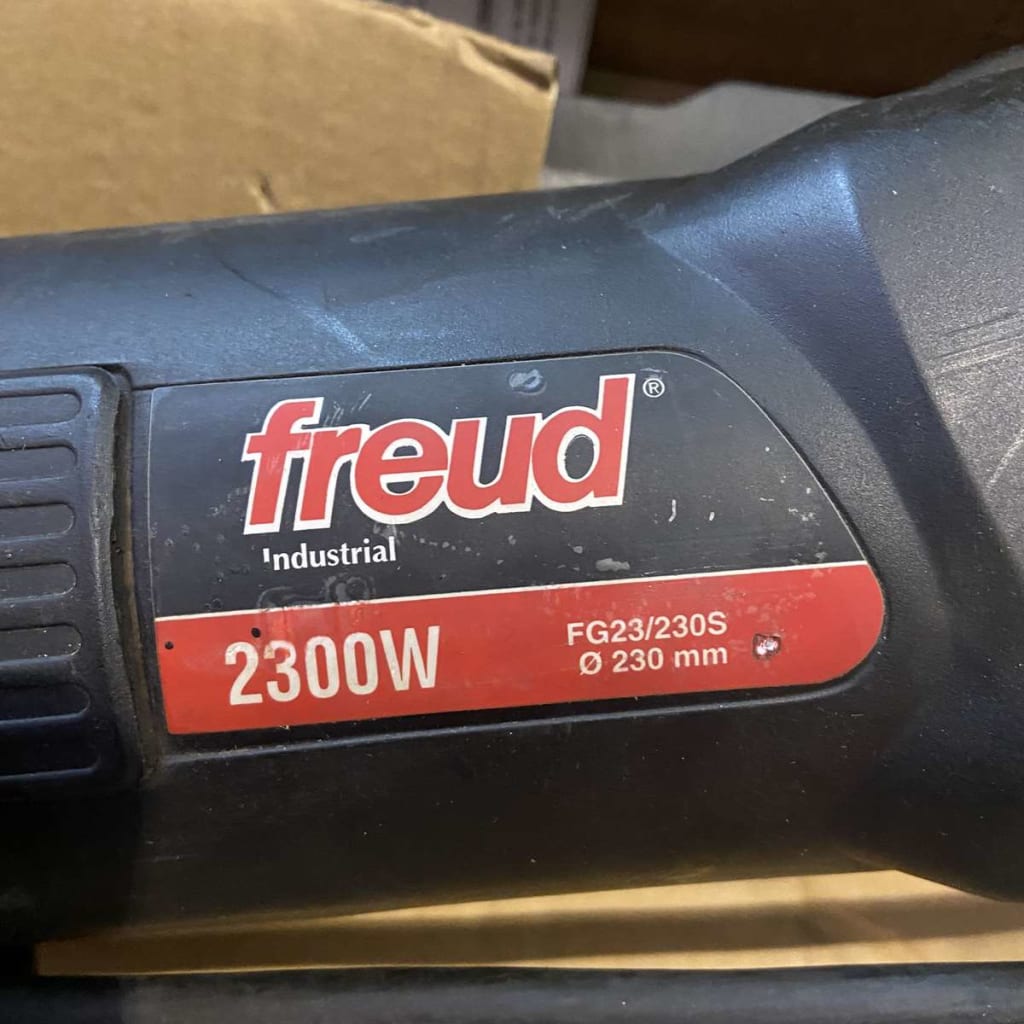 freud®
Industrial
2300W
FG23/230S
Ø 230 mm